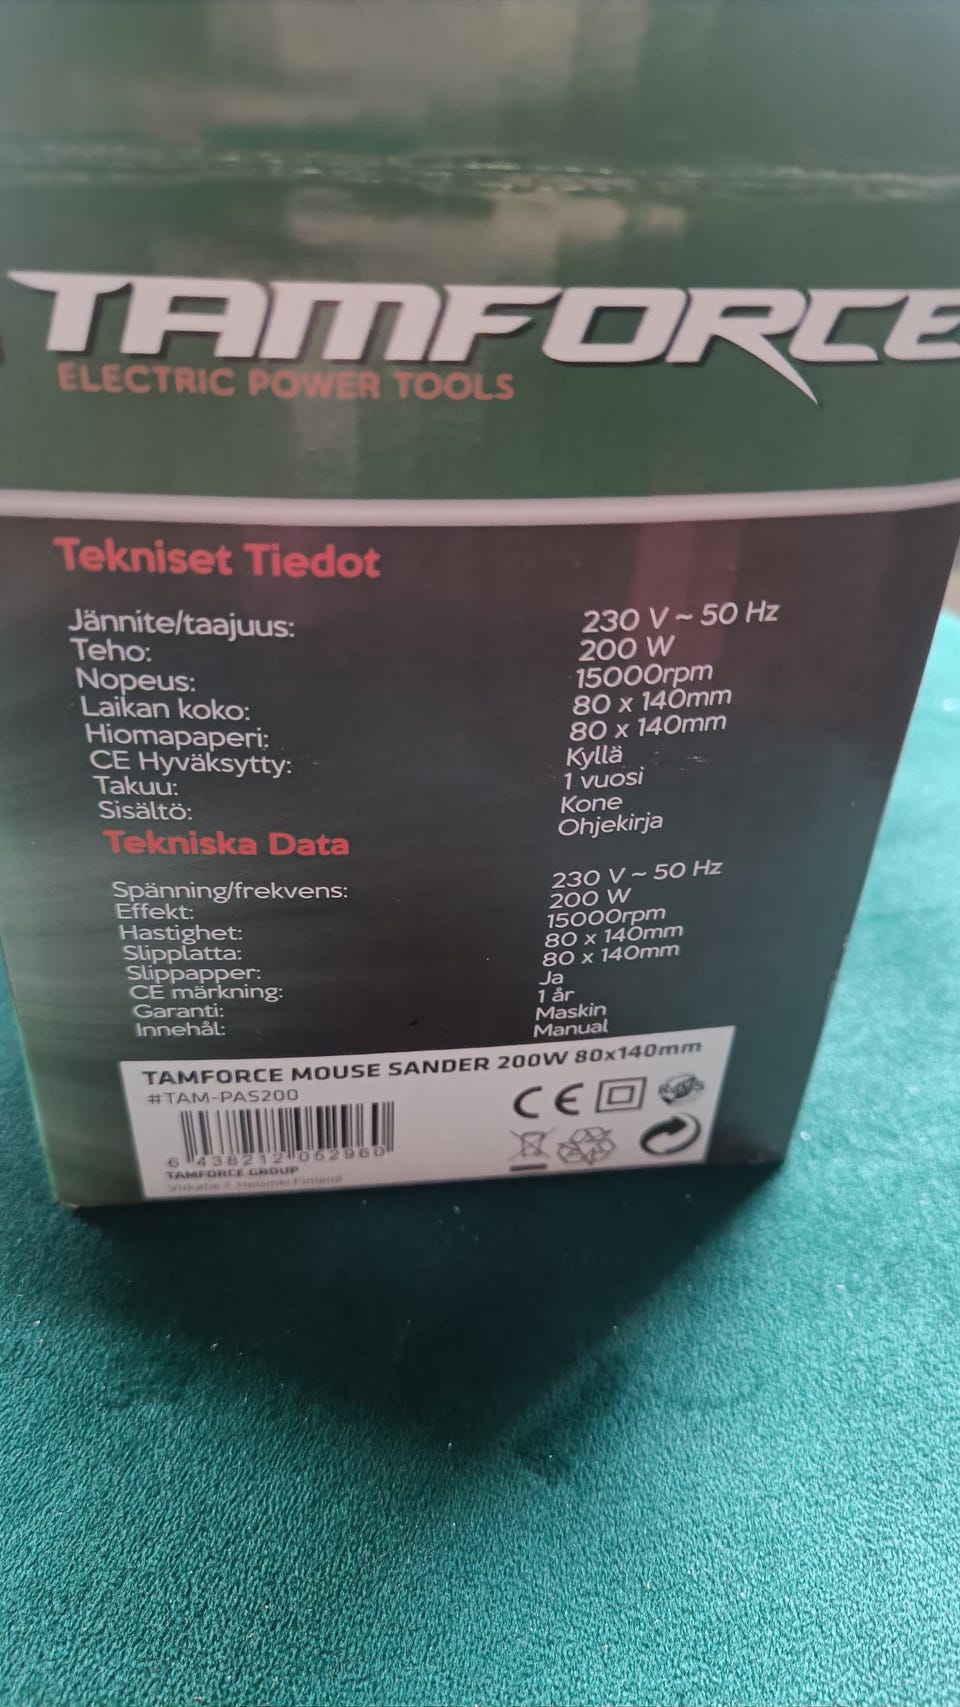 TAMFORCE
ELECTRIC POWER TOOLS
Tekniset Tiedot
Jännite/taajuus: 230 V ~ 50 Hz
Teho: 200 W
Nopeus: 15000rpm
Laikan koko: 80 x 140mm
Hiomapaperi: 80 x 140mm
CE Hyväksytty: Kyllä
Takuu: 1 vuosi
Sisältö: Kone
Ohjekirja
Tekniska Data
Spänning/frekvens: 230 V ~ 50 Hz
Effekt: 200 W
Hastighet: 15000rpm
Slipplatta: 80 x 140mm
Slippapper: 80 x 140mm
CE märkning: Ja
Garanti: 1 år
Innehål: Maskin
Manual
TAMFORCE MOUSE SANDER 200W 80x140mm
#TAM-PAS200
CE
6 438212 052960
TAMFORCE GROUP
Helsinki Finland